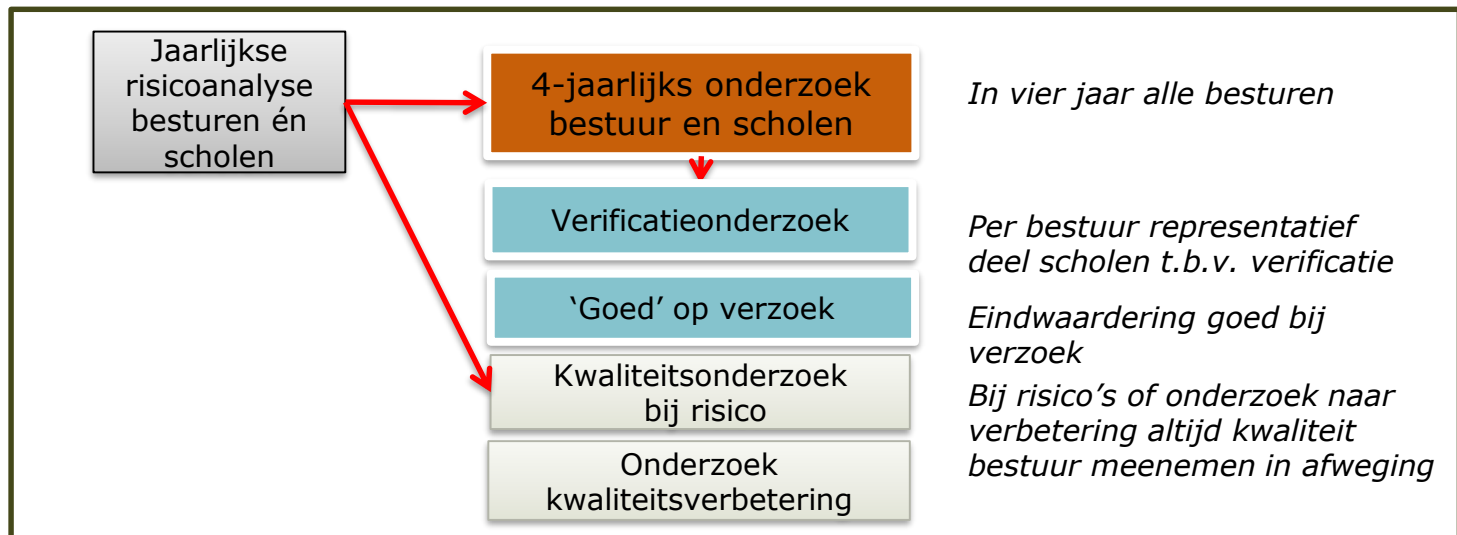 Jaarlijkse
risicoanalyse
besturen én
scholen
4-jaarlijks onderzoek
bestuur en scholen
In vier jaar alle besturen
Verificatieonderzoek
Per bestuur representatief
deel scholen t.b.v. verificatie
‘Goed’ op verzoek
Eindwaardering goed bij
verzoek
Kwaliteitsonderzoek
bij risico
Bij risico’s of onderzoek naar
verbetering altijd kwaliteit
bestuur meenemen in afweging
Onderzoek
kwaliteitsverbetering